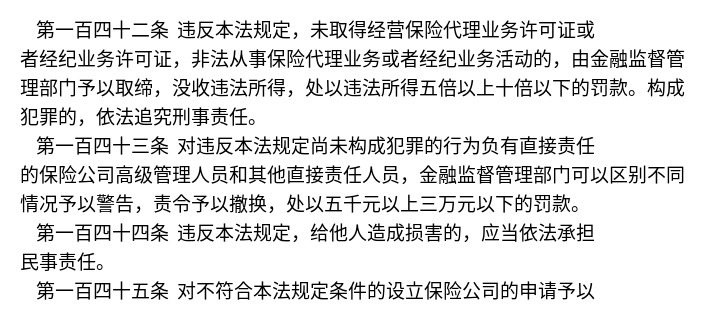 第一百四十二条 违反本法规定，未取得经营保险代理业务许可证或
者经纪业务许可证，非法从事保险代理业务或者经纪业务活动的，由金融监督管
理部门予以取缔，没收违法所得，处以违法所得五倍以上十倍以下的罚款。构成
犯罪的，依法追究刑事责任。
第一百四十三条 对违反本法规定尚未构成犯罪的行为负有直接责任
的保险公司高级管理人员和其他直接责任人员，金融监督管理部门可以区别不同
情况予以警告，责令予以撤换，处以五千元以上三万元以下的罚款。
第一百四十四条 违反本法规定，给他人造成损害的，应当依法承担
民事责任。
第一百四十五条 对不符合本法规定条件的设立保险公司的申请予以